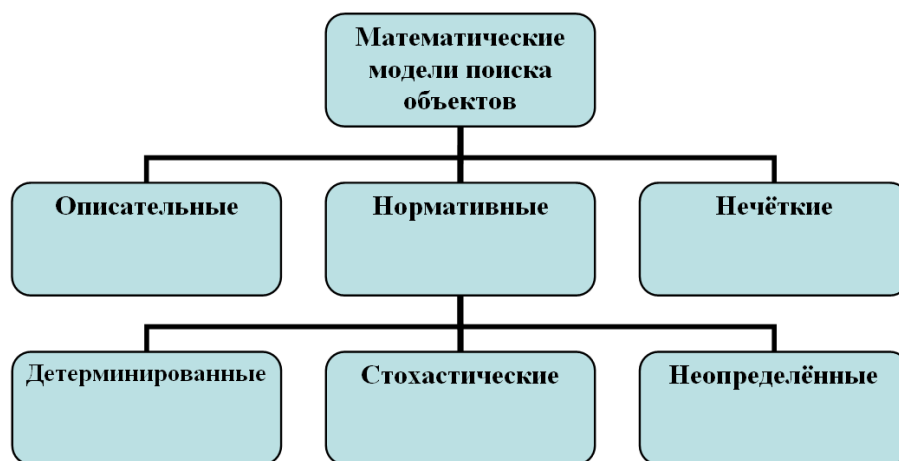 Математические
модели поиска
объектов
Описательные
Нормативные
Нечёткие
Детерминированные
Стохастические
Неопределённые